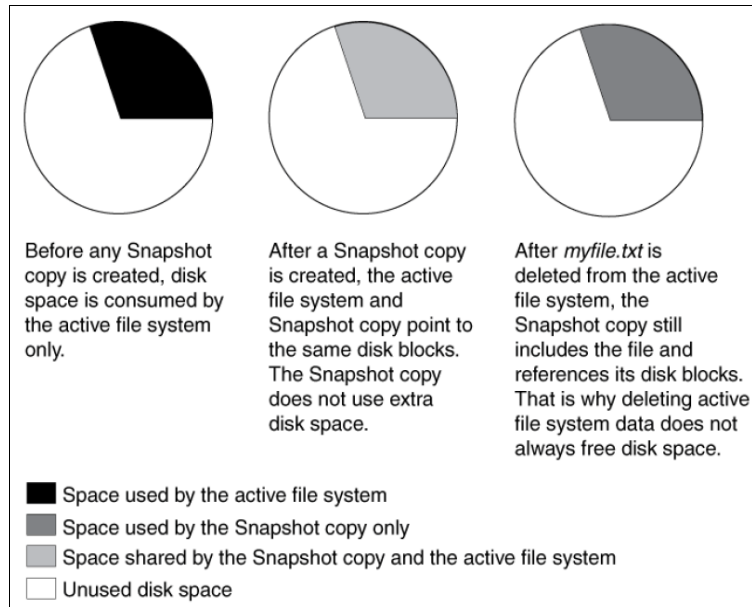 Before any Snapshot
copy is created, disk
space is consumed by
the active file system
only.
After a Snapshot copy
is created, the active
file system and
Snapshot copy point to
the same disk blocks.
The Snapshot copy
does not use extra
disk space.
After myfile.txt is
deleted from the active
file system, the
Snapshot copy still
includes the file and
references its disk blocks.
That is why deleting active
file system data does not
always free disk space.
Space used by the active file system
Space used by the Snapshot copy only
Space shared by the Snapshot copy and the active file system
Unused disk space